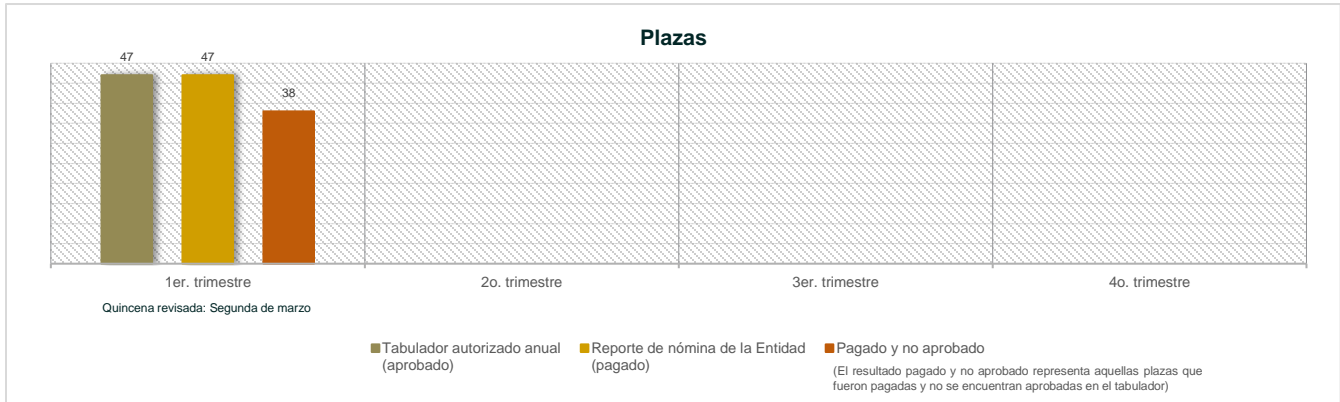 Plazas
47
47
38
1er. trimestre
2o. trimestre
3er. trimestre
4o. trimestre
Quincena revisada: Segunda de marzo
Tabulador autorizado anual
(aprobado)
Reporte de nómina de la Entidad
(pagado)
Pagado y no aprobado
(El resultado pagado y no aprobado representa aquellas plazas que
fueron pagadas y no se encuentran aprobadas en el tabulador)